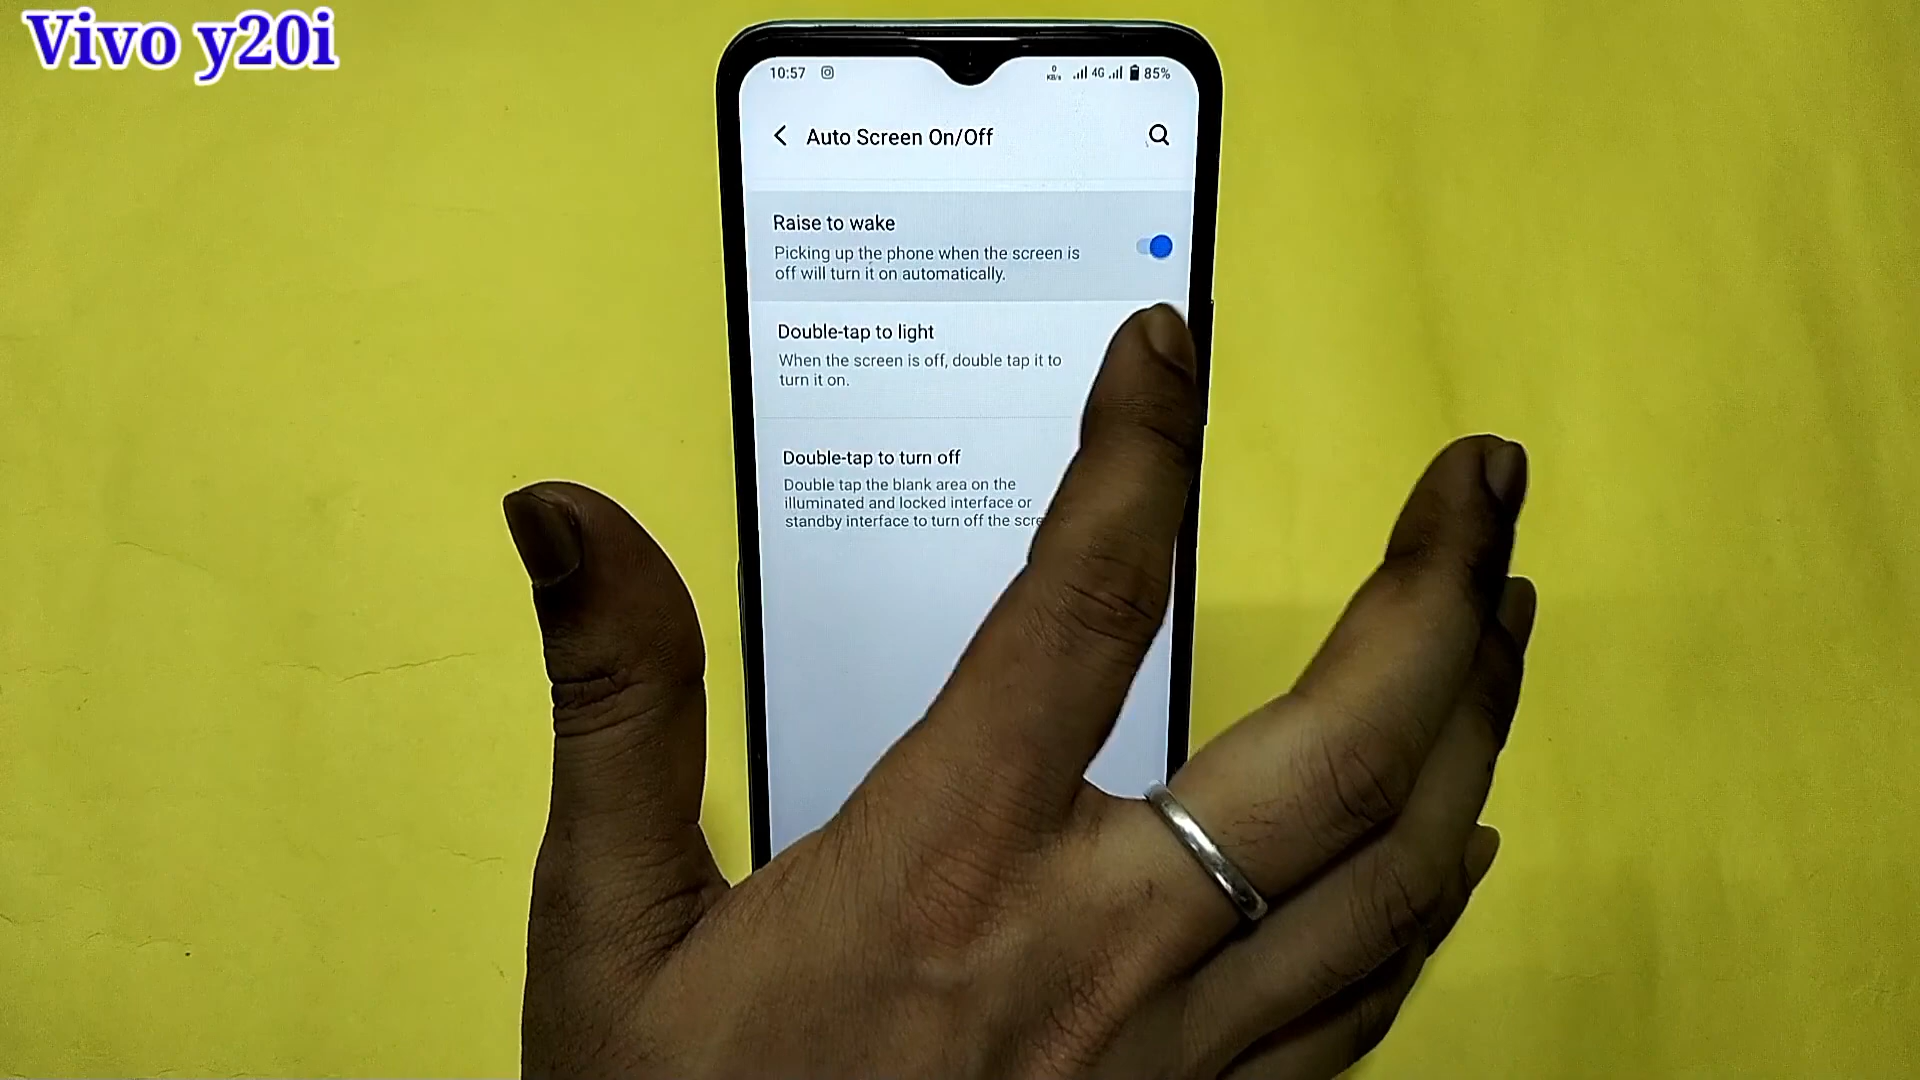 Vivo y20i
10:57
0
KB/s
4G
85%
Auto Screen On/Off
Raise to wake
Picking up the phone when the screen is
off will turn it on automatically.
Double-tap to light
When the screen is off, double tap it to
turn it on.
Double-tap to turn off
Double tap the blank area on the
illuminated and locked interface or
standby interface to turn off the scre